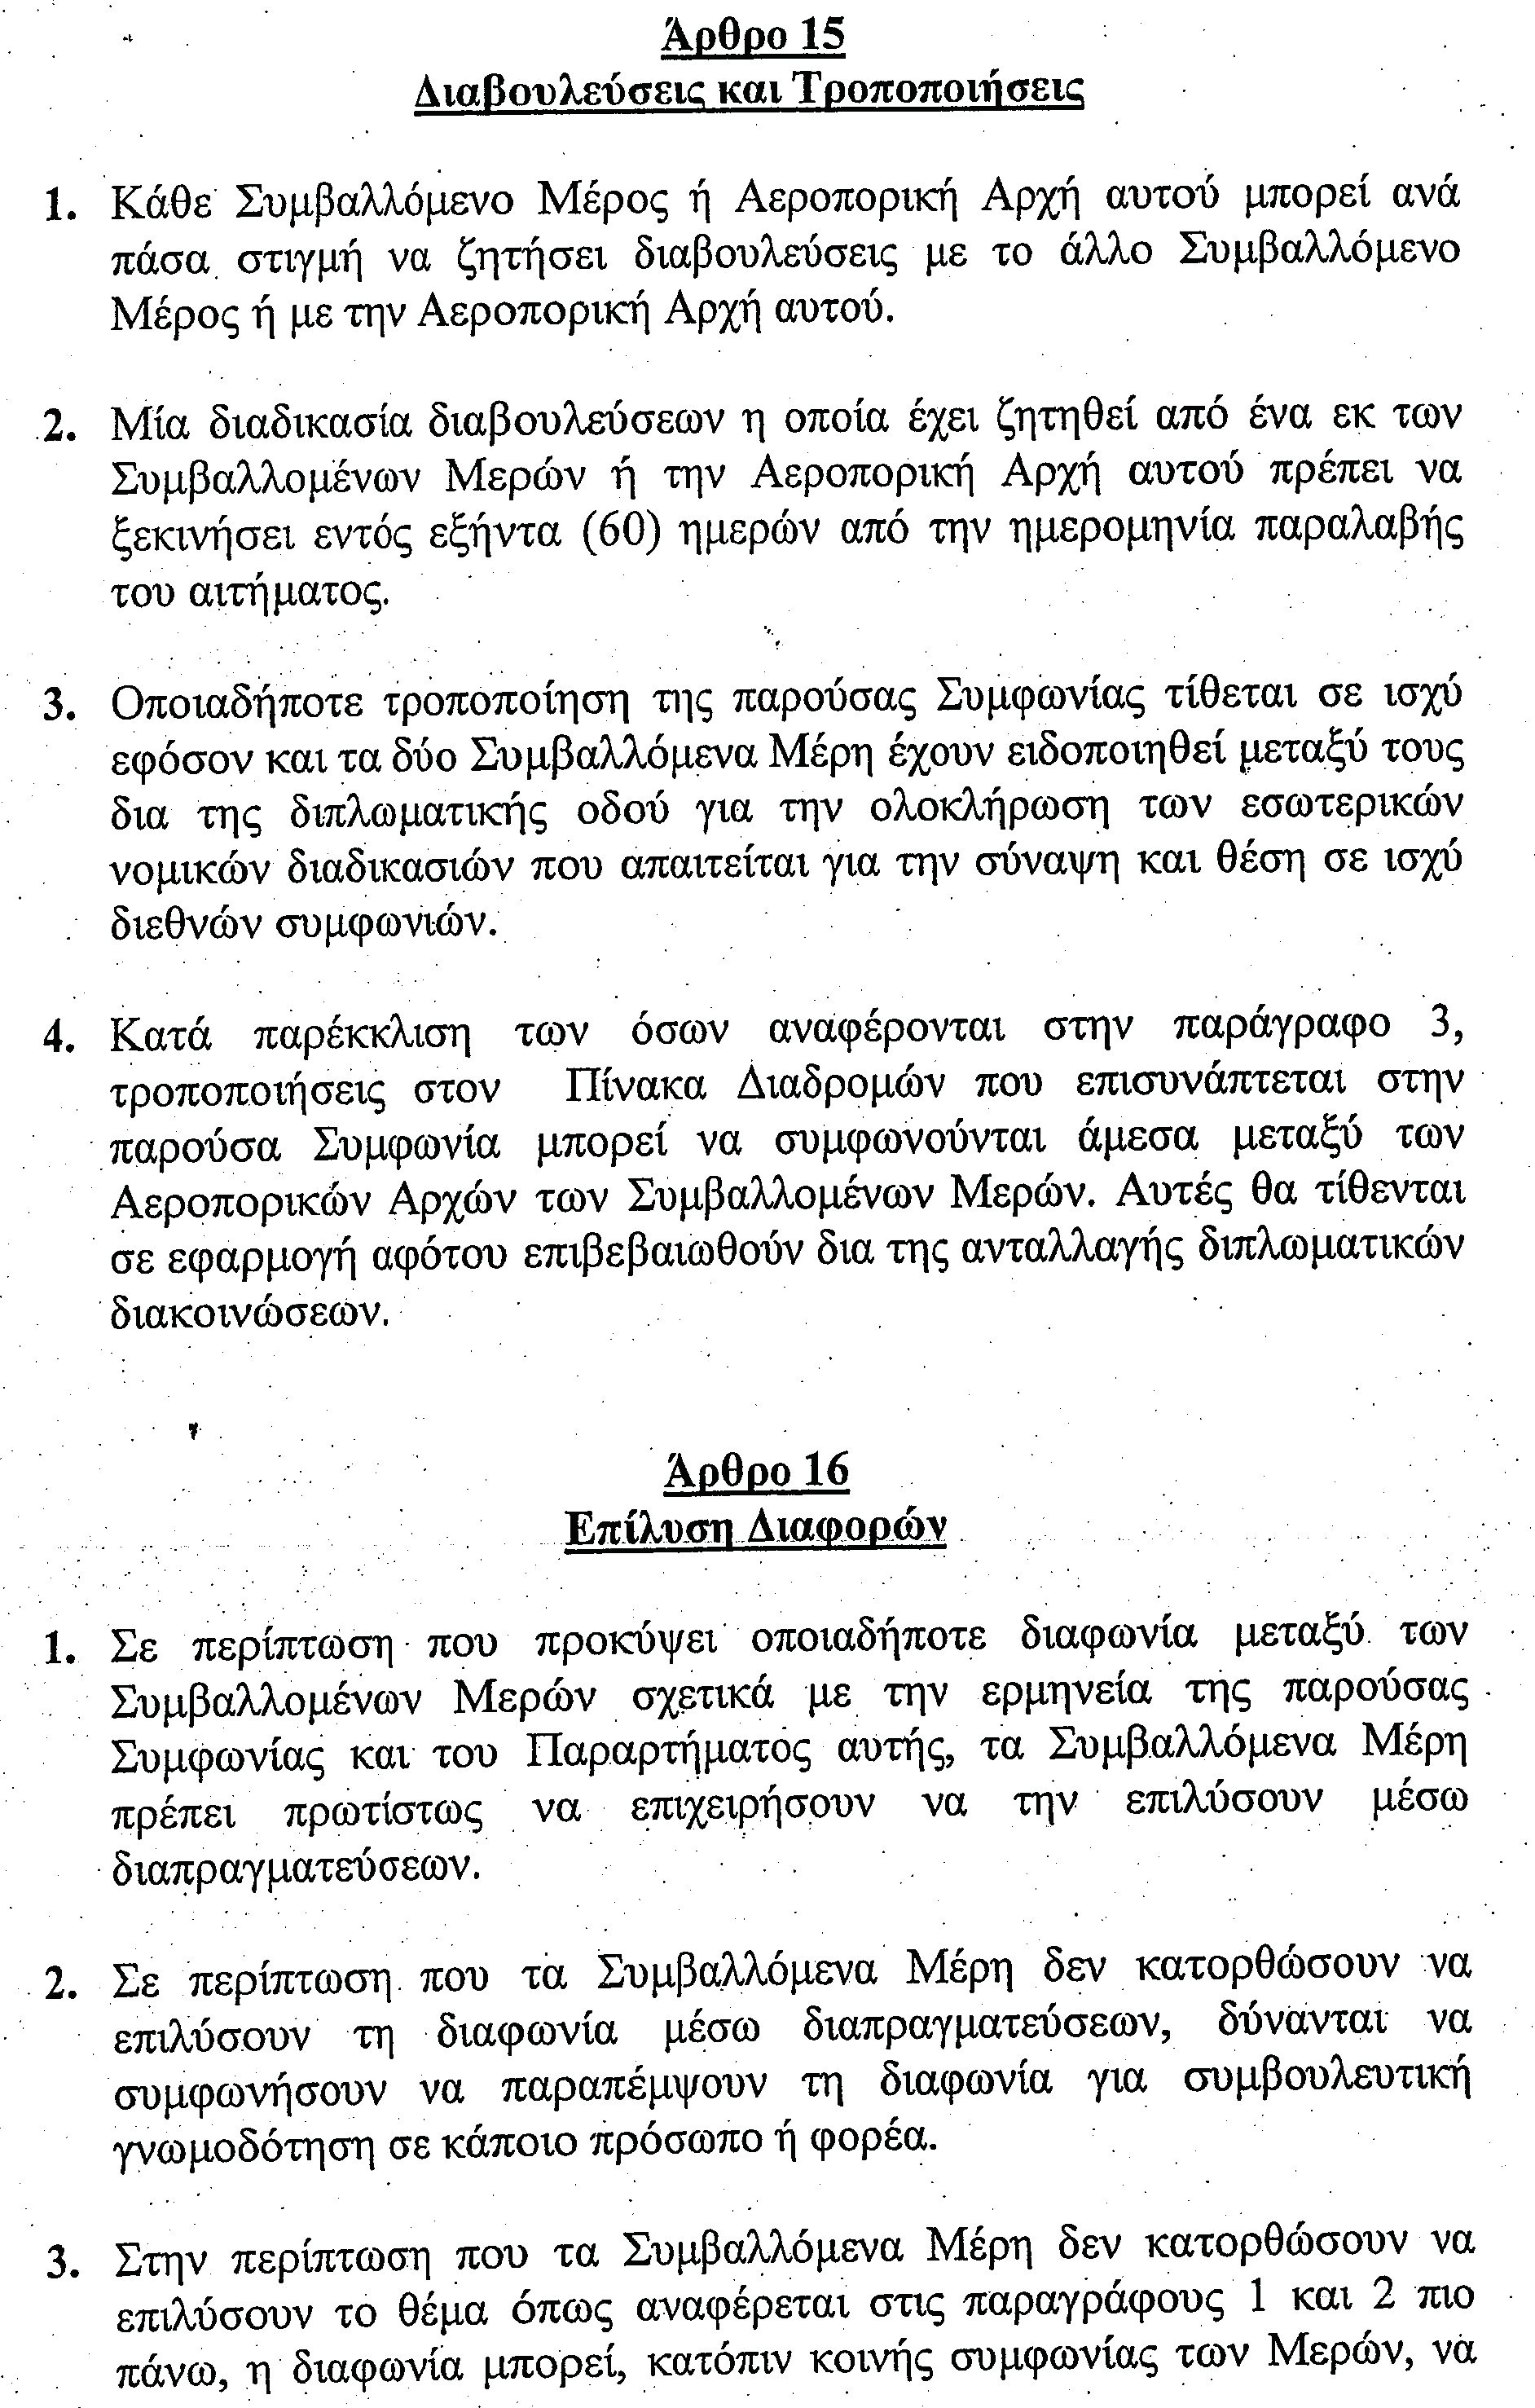 Άρθρο 15
Διαβουλεύσεις και Τροποποιήσεις
1. Κάθε Συμβαλλόμενο Μέρος ή Αεροπορική Αρχή αυτού μπορεί ανά
πάσα στιγμή να ζητήσει διαβουλεύσεις με το άλλο Συμβαλλόμενο
Μέρος ή με την Αεροπορική Αρχή αυτού.
2. Μία διαδικασία διαβουλεύσεων η οποία έχει ζητηθεί από ένα εκ των
Συμβαλλομένων Μερών ή την Αεροπορική Αρχή αυτού πρέπει να
ξεκινήσει εντός εξήντα (60) ημερών από την ημερομηνία παραλαβής
του αιτήματος.
3. Οποιαδήποτε τροποποίηση της παρούσας Συμφωνίας τίθεται σε ισχύ
εφόσον και τα δύο Συμβαλλόμενα Μέρη έχουν ειδοποιηθεί μεταξύ τους
δια της διπλωματικής οδού για την ολοκλήρωση των εσωτερικών
νομικών διαδικασιών που απαιτείται για την σύναψη και θέση σε ισχύ
διεθνών συμφωνιών.
4. Κατά παρέκκλιση των όσων αναφέρονται στην παράγραφο 3,
τροποποιήσεις στον Πίνακα Διαδρομών που επισυνάπτεται στην
παρούσα Συμφωνία μπορεί να συμφωνούνται άμεσα μεταξύ των
Αεροπορικών Αρχών των Συμβαλλομένων Μερών. Αυτές θα τίθενται
σε εφαρμογή αφότου επιβεβαιωθούν δια της ανταλλαγής διπλωματικών
διακοινώσεων.
Άρθρο 16
Επίλυση Διαφορών
1. Σε περίπτωση που προκύψει οποιαδήποτε διαφωνία μεταξύ των
Συμβαλλομένων Μερών σχετικά με την ερμηνεία της παρούσας
Συμφωνίας και του Παραρτήματος αυτής, τα Συμβαλλόμενα Μέρη
πρέπει πρωτίστως να επιχειρήσουν να την επιλύσουν μέσω
διαπραγματεύσεων.
2. Σε περίπτωση που τα Συμβαλλόμενα Μέρη δεν κατορθώσουν να
επιλύσουν τη διαφωνία μέσω διαπραγματεύσεων, δύνανται να
συμφωνήσουν να παραπέμψουν τη διαφωνία για συμβουλευτική
γνωμοδότηση σε κάποιο πρόσωπο ή φορέα.
3. Στην περίπτωση που τα Συμβαλλόμενα Μέρη δεν κατορθώσουν να
επιλύσουν το θέμα όπως αναφέρεται στις παραγράφους 1 και 2 πιο
πάνω, η διαφωνία μπορεί, κατόπιν κοινής συμφωνίας των Μερών, να